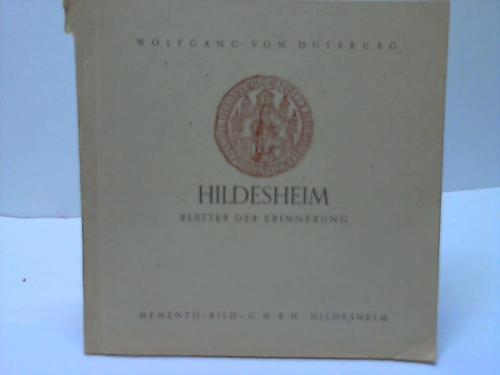 WOLFGANG VON DUISBURG
HILDESHEIM
BLÄTTER DER ERINNERUNG
MEMENTO-BILD-G·M·B·H·HILDESHEIM